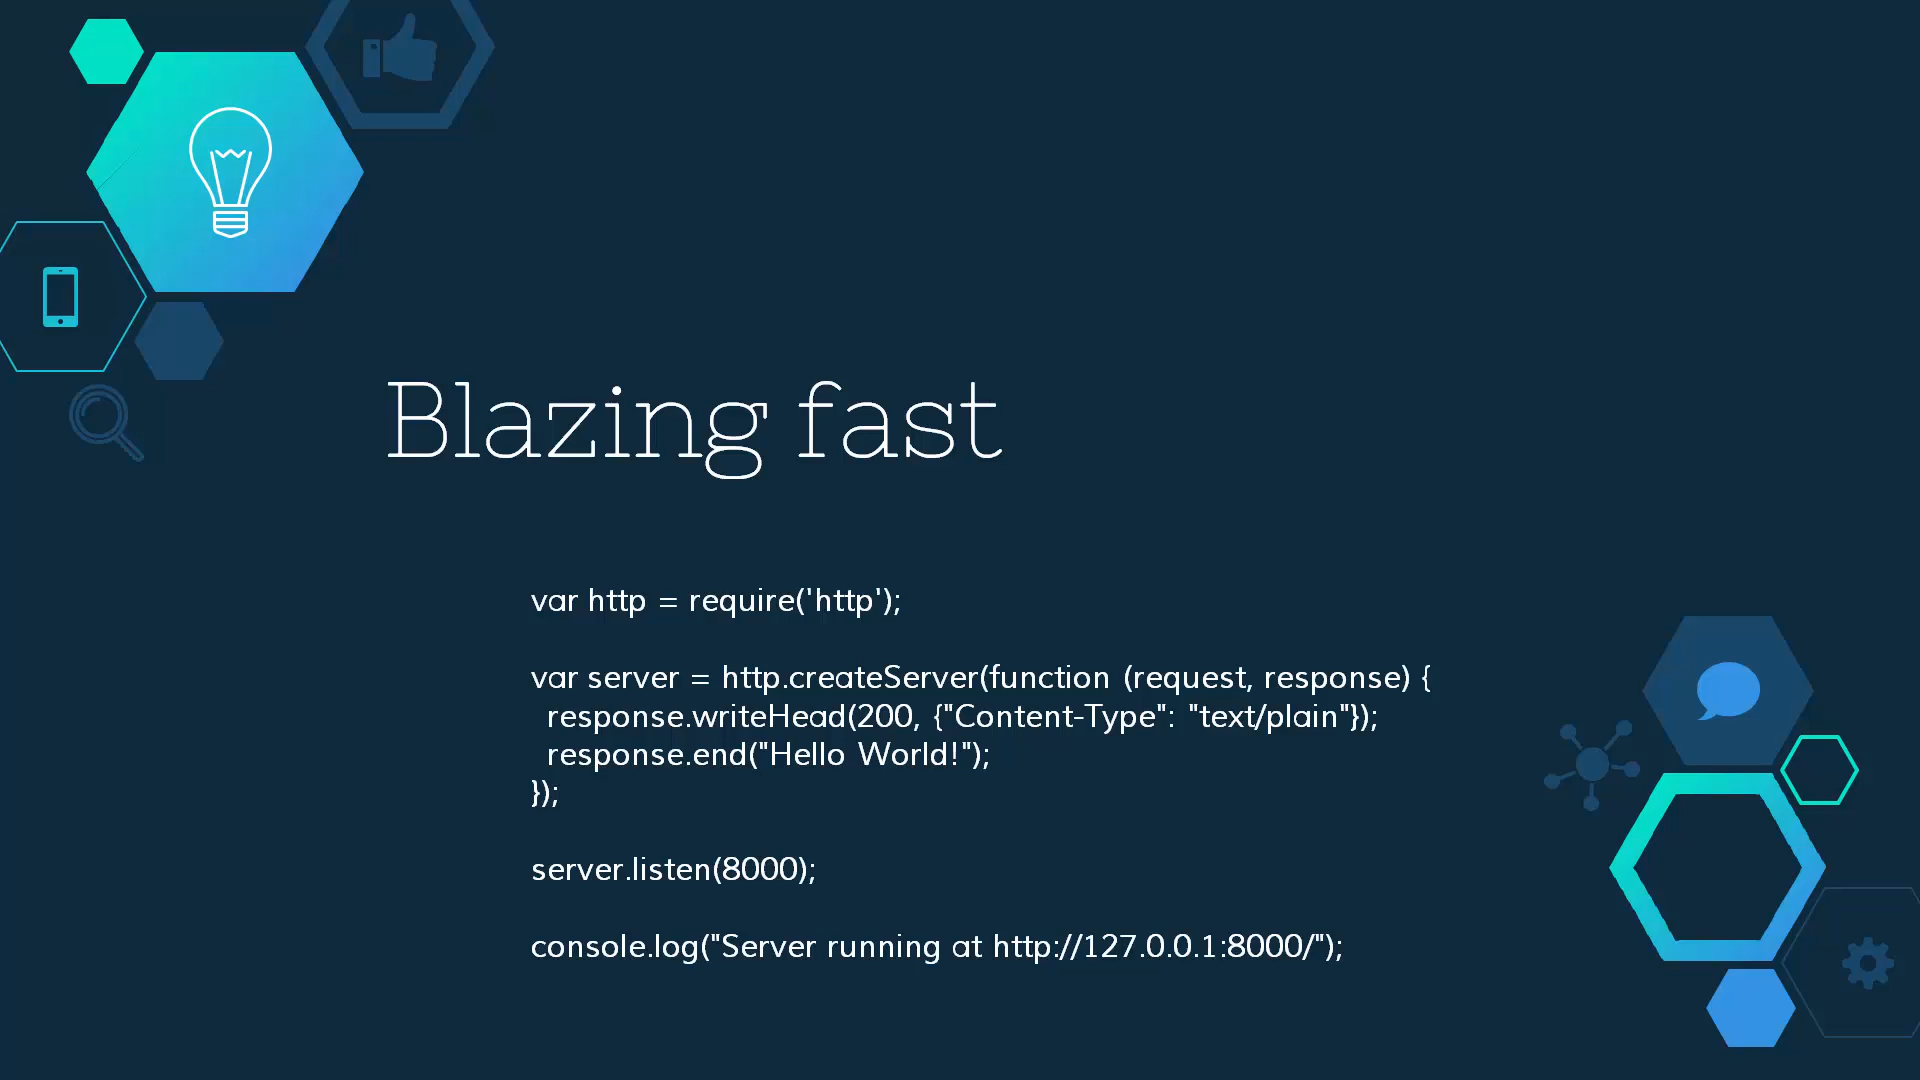 Blazing fast
var http = require('http');
var server = http.createServer(function (request, response) {
response.writeHead(200, {"Content-Type": "text/plain"});
response.end("Hello World!");
});
server.listen(8000);
console.log("Server running at http://127.0.0.1:8000/");